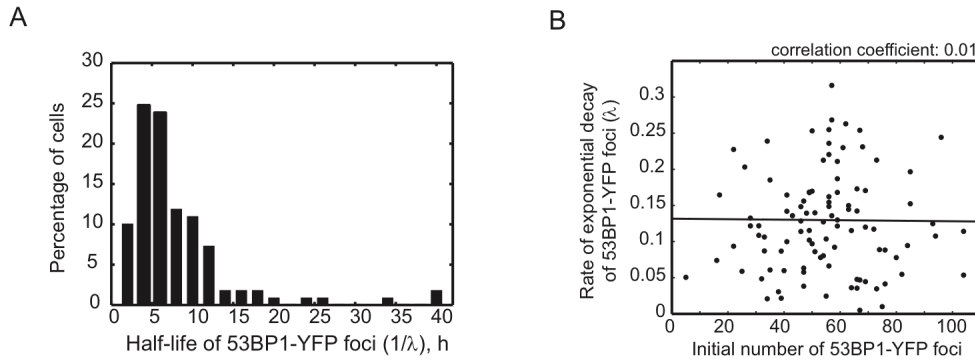 A
30
25
20
15
10
5
0
Percentage of cells
0 5 10 15 20 25 30 35 40
Half-life of 53BP1-YFP foci (1/λ), h
B
correlation coefficient: 0.01
0.3
0.25
0.2
0.15
0.1
0.05
0
Rate of exponential decay
of 53BP1-YFP foci (λ)
0 20 40 60 80 100
Initial number of 53BP1-YFP foci